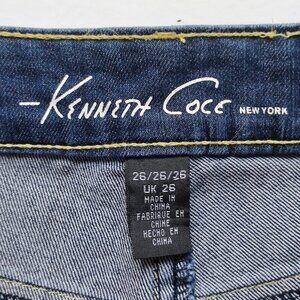 -KENNETH COLE NEW YORK
26/26/26
UK 26
MADE IN
CHINA
FABRIQUE EN
CHINE
HECHO EN
CHINA